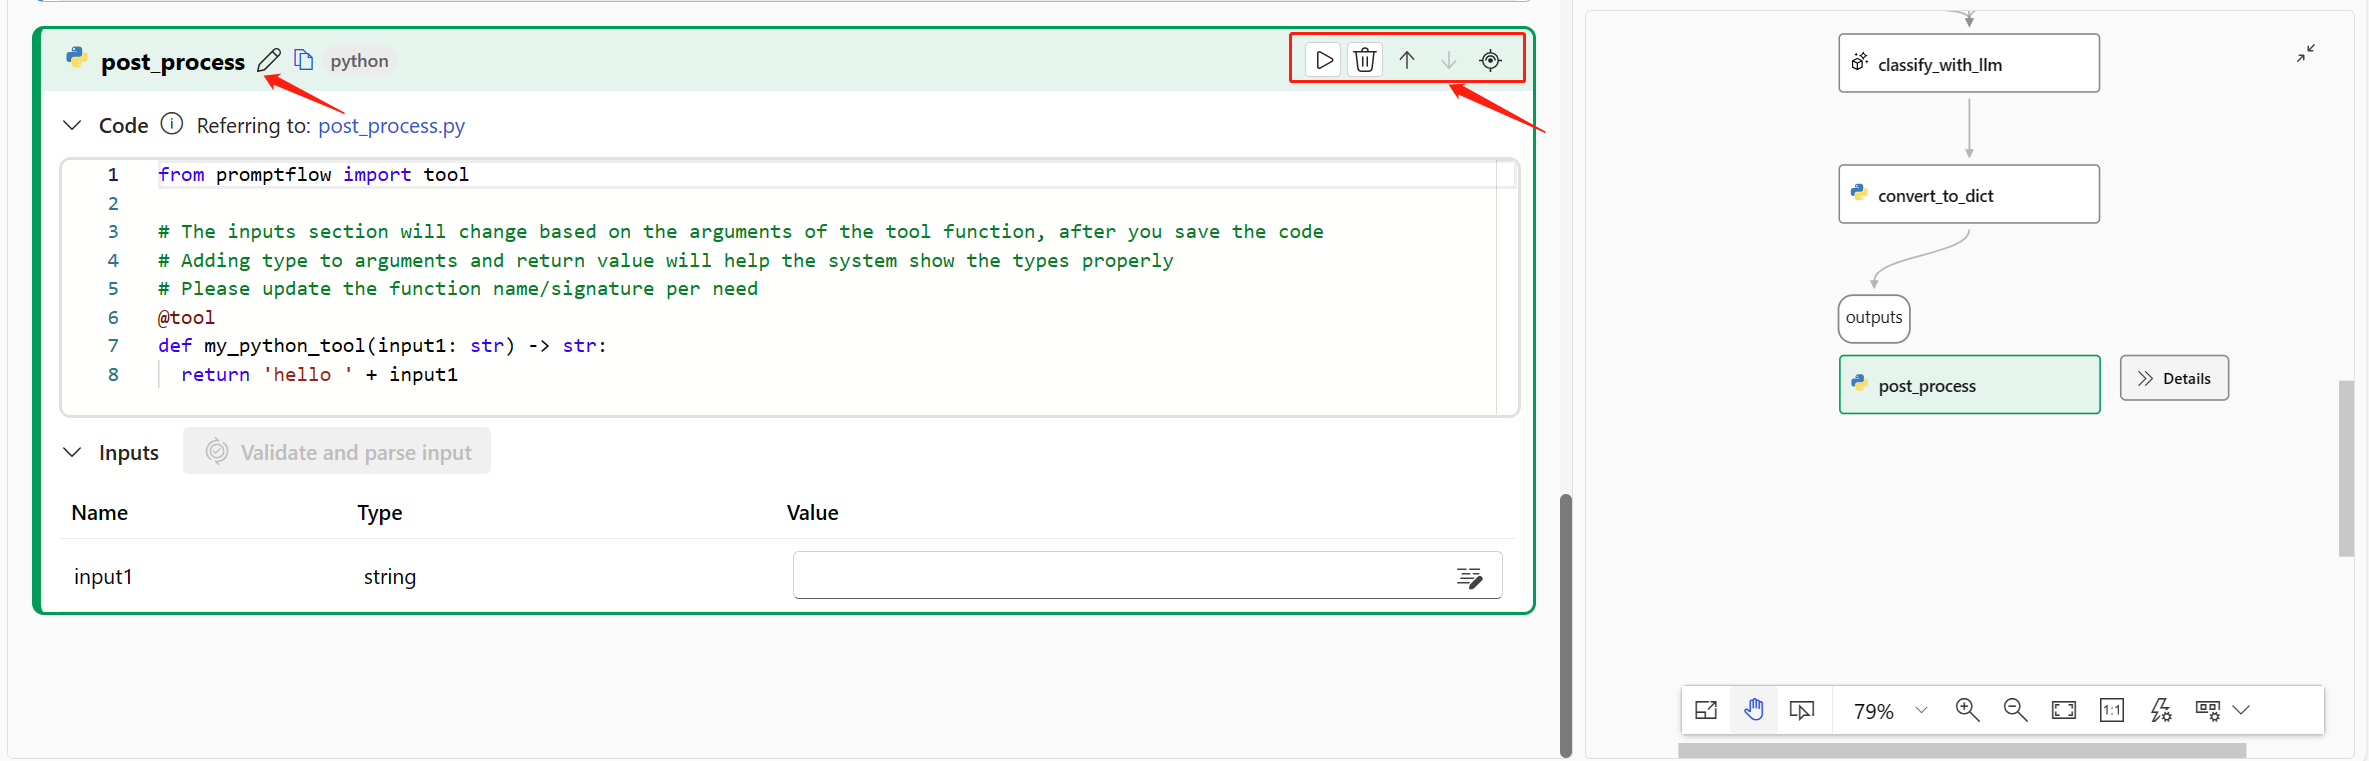 post_process python
Code Referring to: post_process.py
1 from promptflow import tool
2
3 # The inputs section will change based on the arguments of the tool function, after you save the code
4 # Adding type to arguments and return value will help the system show the types properly
5 # Please update the function name/signature per need
6 @tool
7 def my_python_tool(input1: str) -> str:
8 return 'hello ' + input1
Inputs Validate and parse input
Name Type Value
input1 string
classify_with_llm
convert_to_dict
outputs
post_process Details
79% 1:1